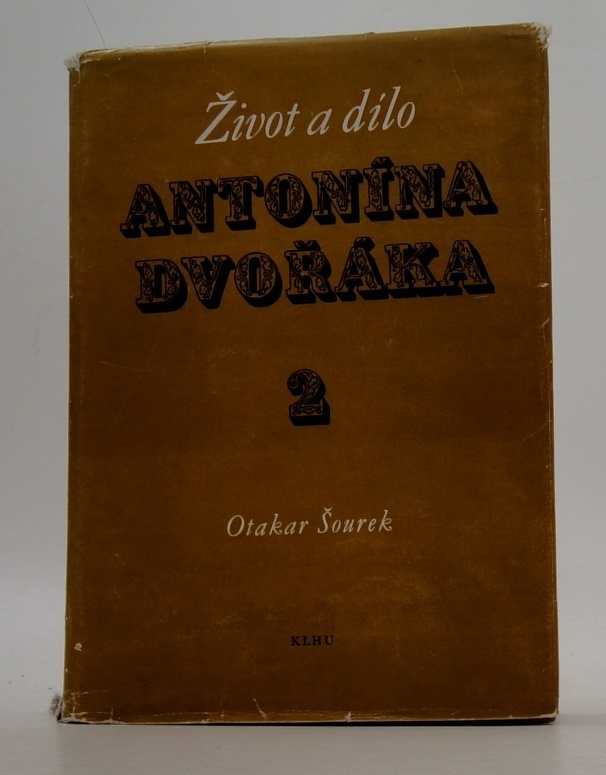 Život a dílo
ANTONÍNA
DVOŘÁKA
2
Otakar Šourek
KLHU